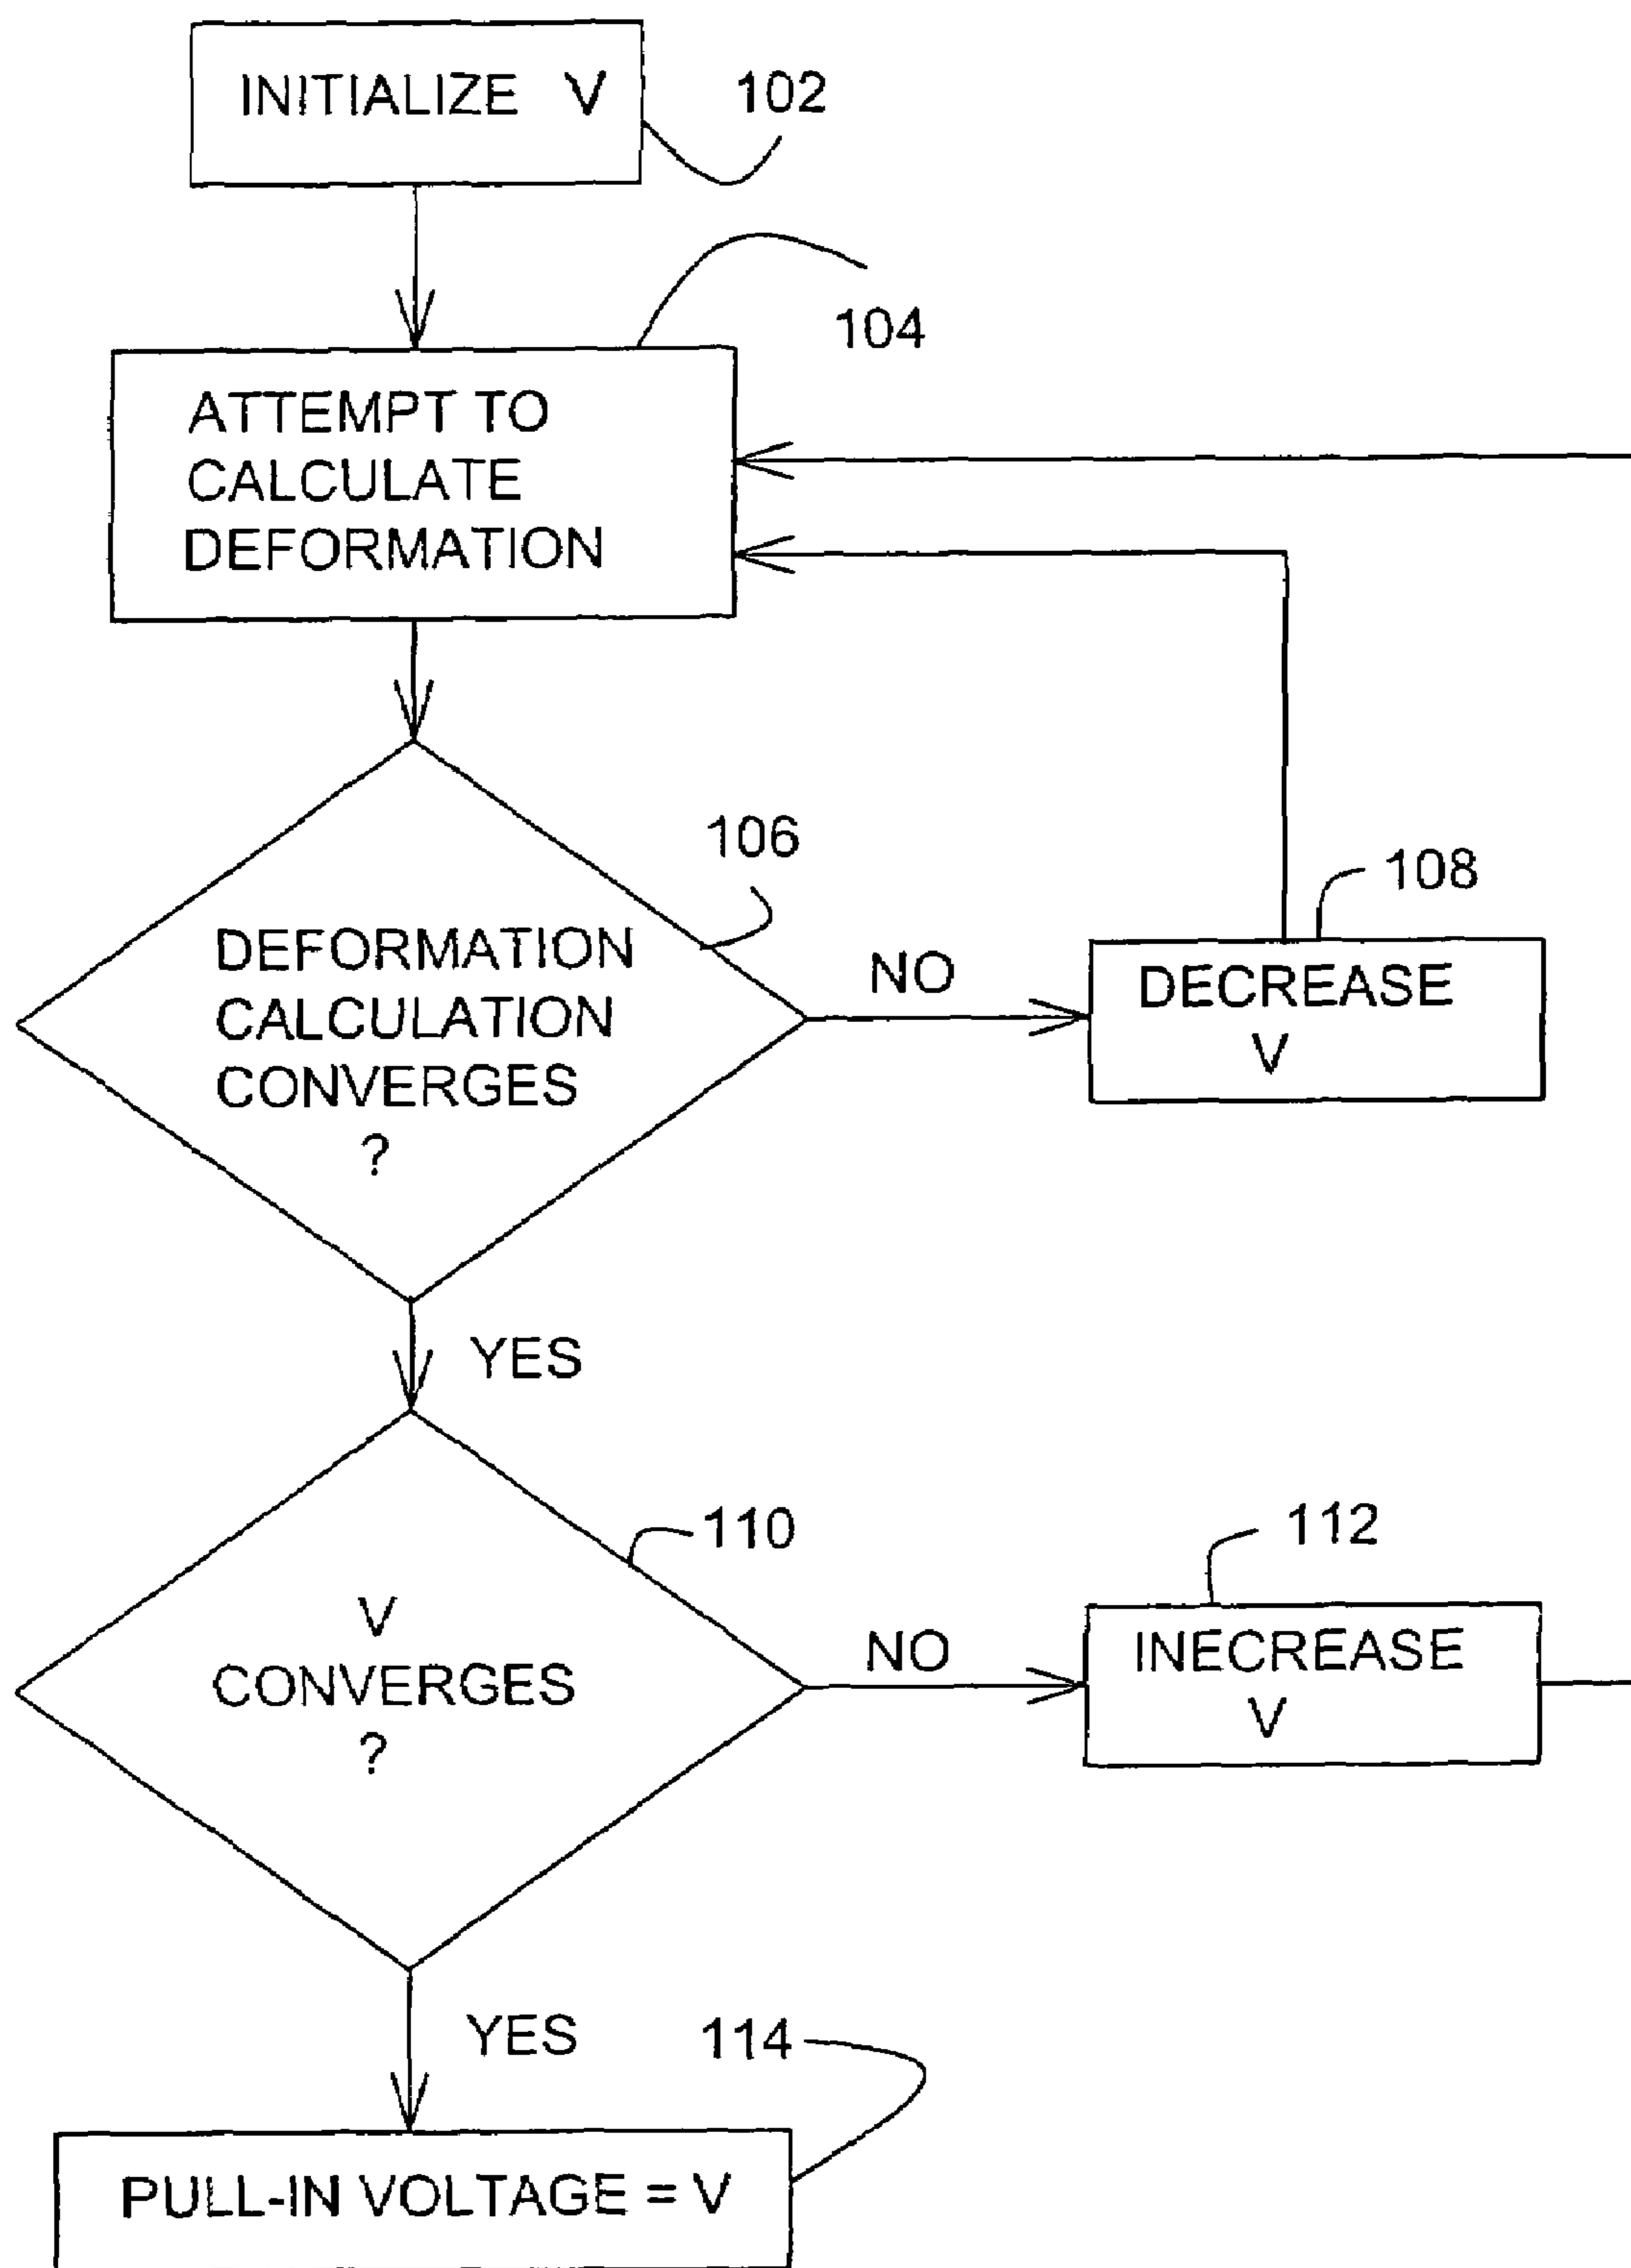 INITIALIZE V
102
104
ATTEMPT TO
CALCULATE
DEFORMATION
106
DEFORMATION
CALCULATION
CONVERGES
?
NO
108
DECREASE
V
YES
110
V
CONVERGES
?
NO
112
INECREASE
V
YES
114
PULL-IN VOLTAGE = V